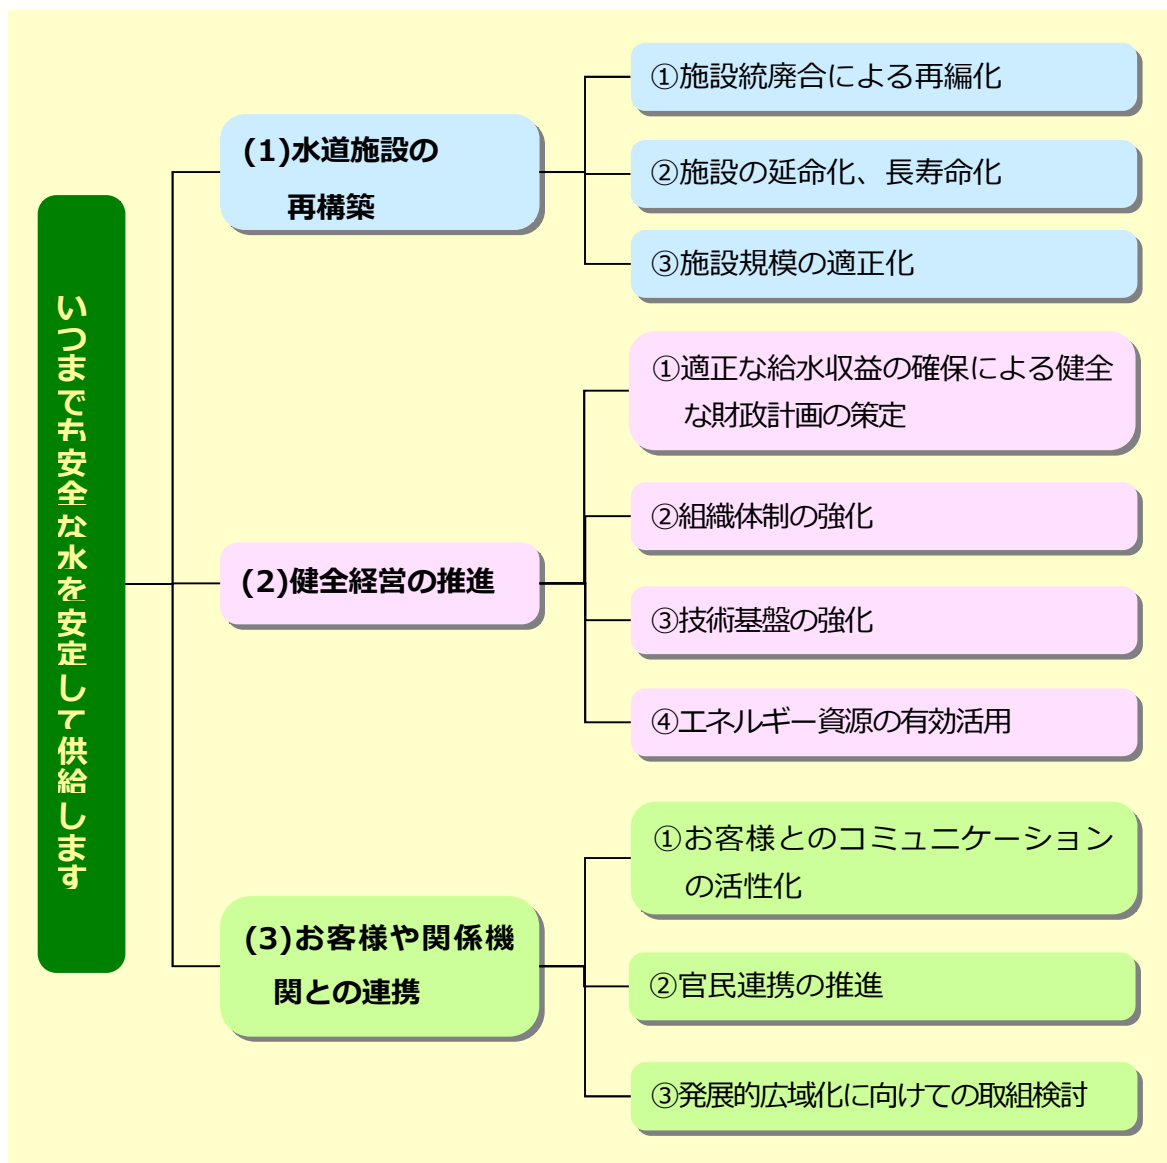 いつまでも安全な水を安定して供給します
(1)水道施設の
再構築
①施設統廃合による再編化
②施設の延命化、長寿命化
③施設規模の適正化
(2)健全経営の推進
①適正な給水収益の確保による健全
な財政計画の策定
②組織体制の強化
③技術基盤の強化
④エネルギー資源の有効活用
(3)お客様や関係機
関との連携
①お客様とのコミュニケーション
の活性化
②官民連携の推進
③発展的広域化に向けての取組検討